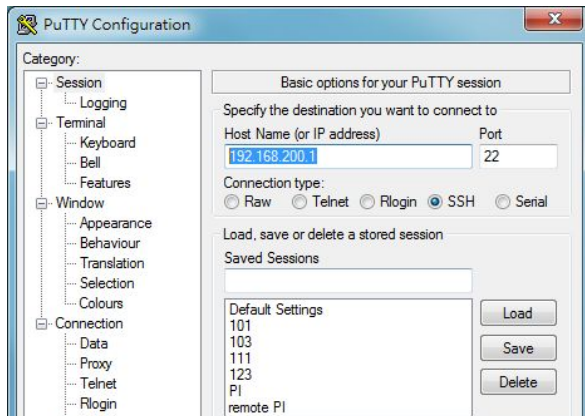 PuTTY Configuration
Category:
Session
Logging
Terminal
Keyboard
Bell
Features
Window
Appearance
Behaviour
Translation
Selection
Colours
Connection
Data
Proxy
Telnet
Rlogin
Basic options for your PuTTY session
Specify the destination you want to connect to
Host Name (or IP address) Port
192.168.200.1 22
Connection type:
Raw Telnet Rlogin SSH Serial
Load, save or delete a stored session
Saved Sessions
Default Settings
101
103
111
123
PI
remote PI
Load
Save
Delete